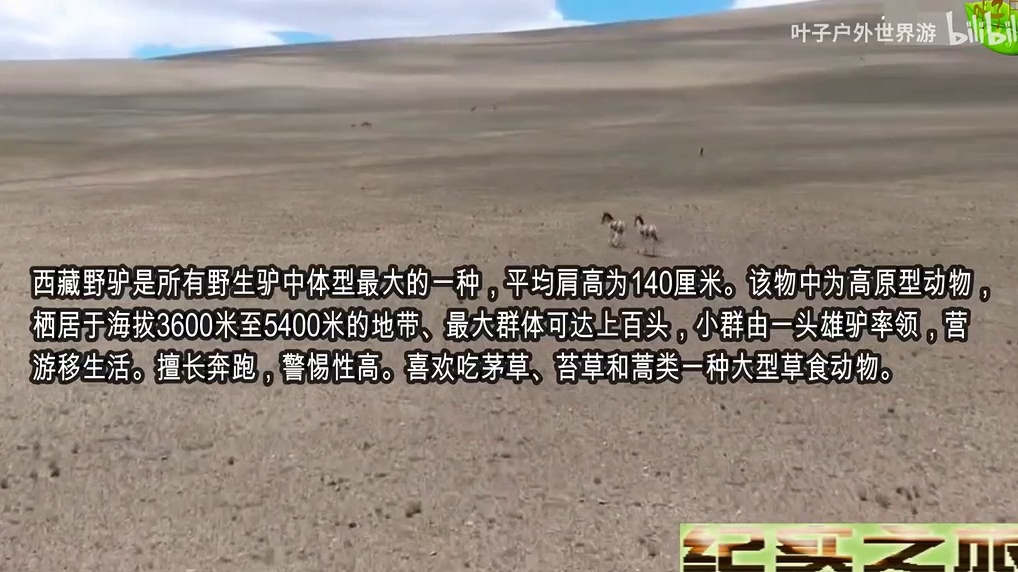 叶子户外世界游 bilibili
西藏野驴是所有野生驴中体型最大的一种，平均肩高为140厘米。该物中为高原型动物，
栖居于海拔3600米至5400米的地带、最大群体可达上百头，小群由一头雄驴率领，营
游移生活。擅长奔跑，警惕性高。喜欢吃茅草、苔草和蒿类一种大型草食动物。
纪实之